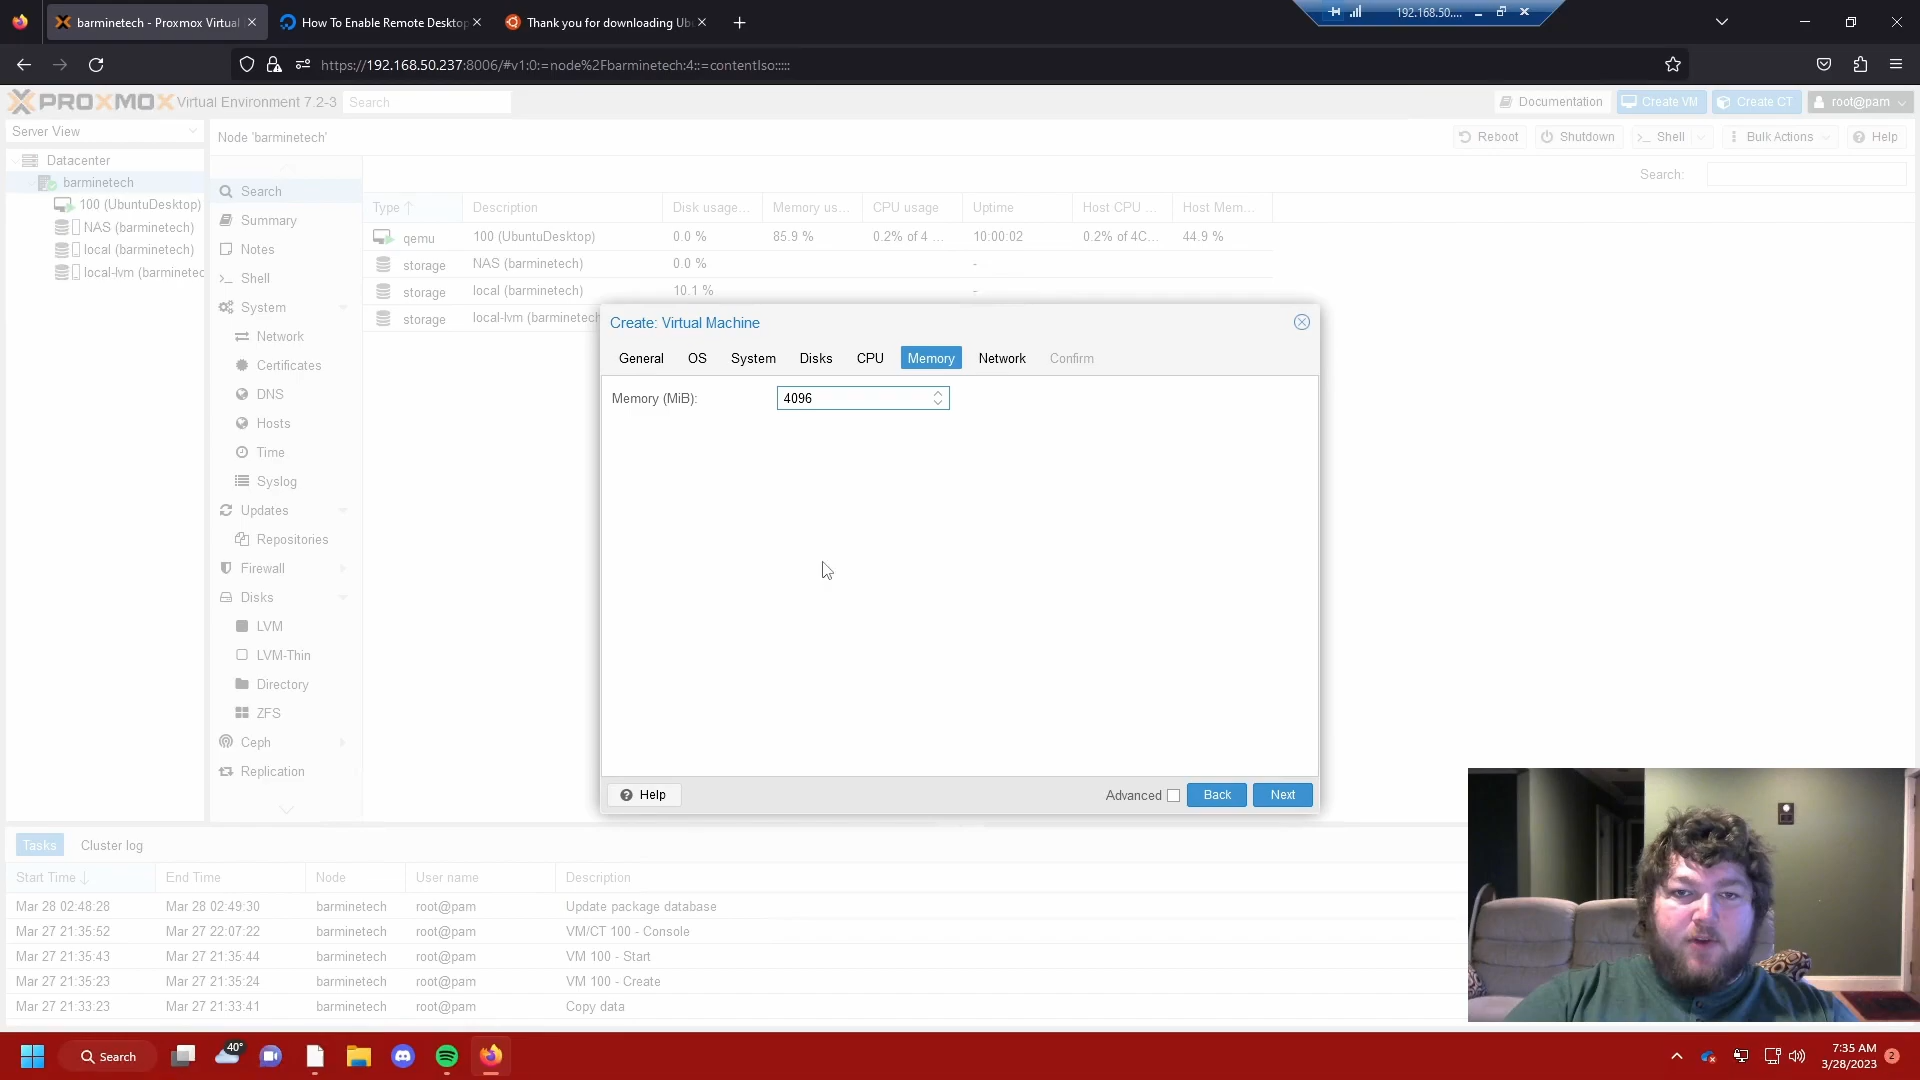 barminetech - Proxmox Virtual
How To Enable Remote Desktop
Thank you for downloading Ub
192.168.50....
https://192.168.50.237:8006/#v1:0:=node%2Fbarminetech:4::=contentIso:::::
PROXMOX Virtual Environment 7.2-3
Search
Documentation
Create VM
Create CT
root@pam
Server View
Node 'barminetech'
Reboot
Shutdown
Shell
Bulk Actions
Help
Datacenter
barminetech
100 (UbuntuDesktop)
NAS (barminetech)
local (barminetech)
local-lvm (barminetec
Search
Summary
Notes
Shell
System
Network
Certificates
DNS
Hosts
Time
Syslog
Updates
Repositories
Firewall
Disks
LVM
LVM-Thin
Directory
ZFS
Ceph
Replication
Search:
Type Description Disk usage... Memory us... CPU usage Uptime Host CPU ... Host Mem...
qemu 100 (UbuntuDesktop) 0.0 % 85.9 % 0.2% of 4 ... 10:00:02 0.2% of 4C... 44.9 %
storage NAS (barminetech) 0.0 % -
storage local (barminetech) 10.1 % -
storage local-lvm (barminetech
Create: Virtual Machine
General OS System Disks CPU Memory Network Confirm
Memory (MiB): 4096
Help
Advanced
Back
Next
Tasks Cluster log
Start Time End Time Node User name Description
Mar 28 02:48:28 Mar 28 02:49:30 barminetech root@pam Update package database
Mar 27 21:35:52 Mar 27 22:07:22 barminetech root@pam VM/CT 100 - Console
Mar 27 21:35:43 Mar 27 21:35:44 barminetech root@pam VM 100 - Start
Mar 27 21:35:23 Mar 27 21:35:24 barminetech root@pam VM 100 - Create
Mar 27 21:33:23 Mar 27 21:33:41 barminetech root@pam Copy data
Search
40°
7:35 AM
3/28/2023
2